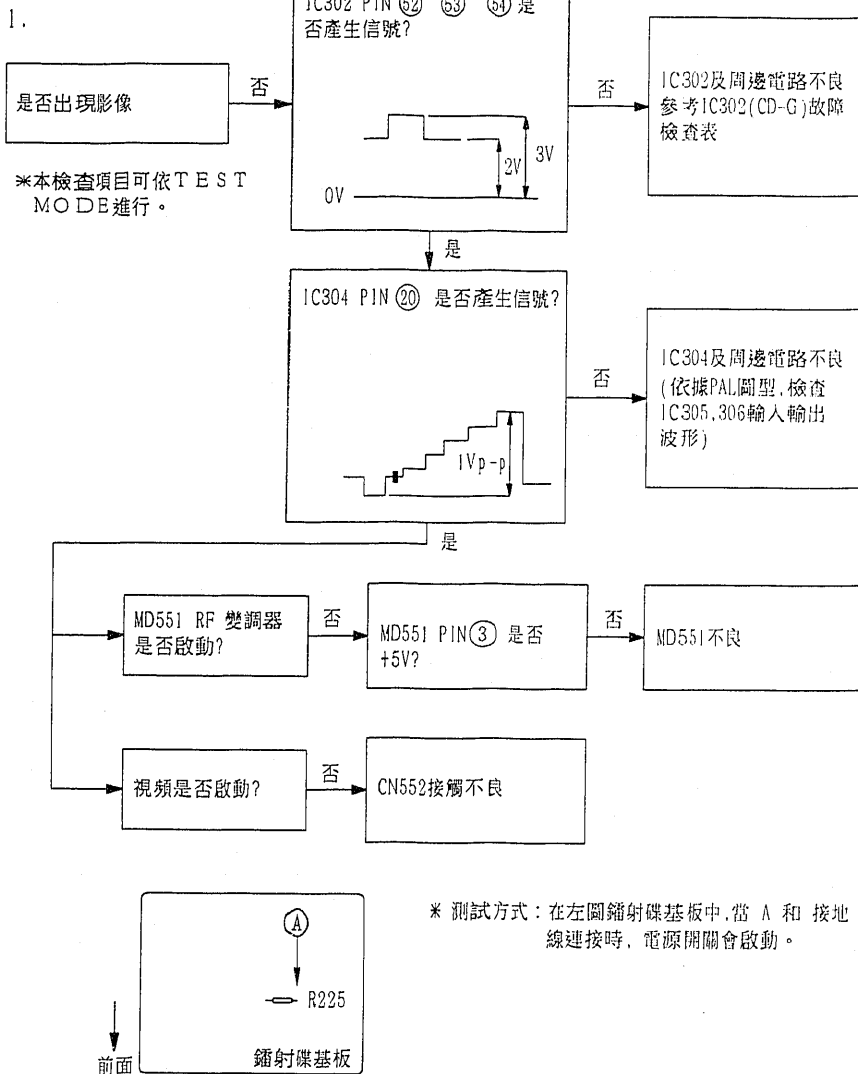 1.
IC302 PIN 52 53 54 是
否產生信號?
3V
2V
0V
是否出現影像
否
※本檢查項目可依TEST
MODE進行。
否
IC302及周邊電路不良
參考IC302(CD-G)故障
檢查表
是
IC304 PIN 20 是否產生信號?
1Vp-p
否
IC304及周邊電路不良
(依據PAL圖型,檢查
IC305,306輸入輸出
波形)
是
MD551 RF 變調器
是否啟動?
否
MD551 PIN 3 是否
+5V?
否
MD551不良
視頻是否啟動?
否
CN552接觸不良
A
R225
鐳射碟基板
前面
※ 測試方式：在左圖鐳射碟基板中,當 A 和 接地
線連接時, 電源開關會啟動。